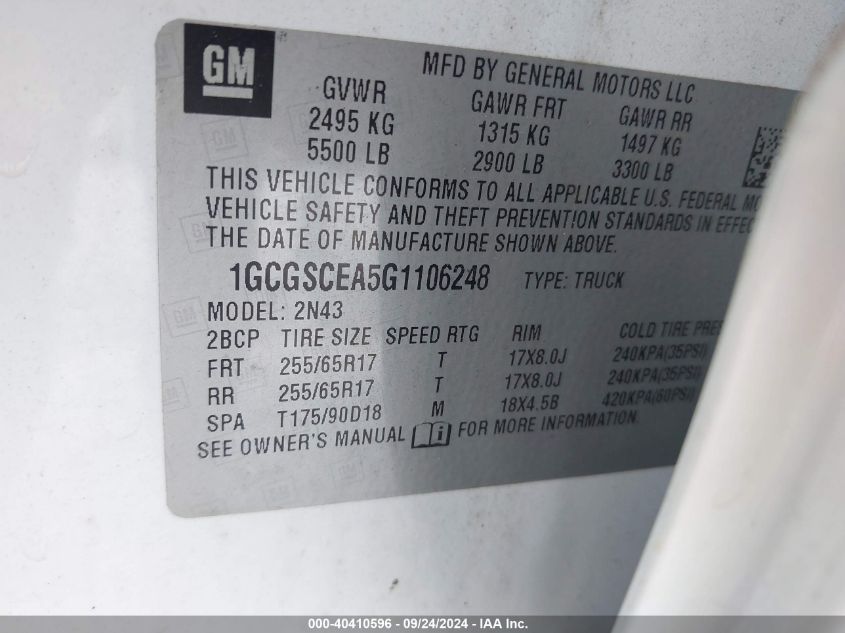 GM
MFD BY GENERAL MOTORS LLC
GVWR GAWR FRT GAWR RR
2495 KG 1315 KG 1497 KG
5500 LB 2900 LB 3300 LB
THIS VEHICLE CONFORMS TO ALL APPLICABLE U.S. FEDERAL
VEHICLE SAFETY AND THEFT PREVENTION STANDARDS IN
THE DATE OF MANUFACTURE SHOWN ABOVE.
1GCGSCEA5G1106248 TYPE: TRUCK
MODEL: 2N43
2BCP TIRE SIZE SPEED RTG RIM COLD TIRE
FRT 255/65R17 T 17X8.0J 240KPA(35PSI)
RR 255/65R17 T 17X8.0J 240KPA(35PSI)
SPA T175/90D18 M 18X4.5B 420KPA(60PSI)
SEE OWNER'S MANUAL i FOR MORE INFORMATION.
000-40410596 - 09/24/2024 - IAA Inc.